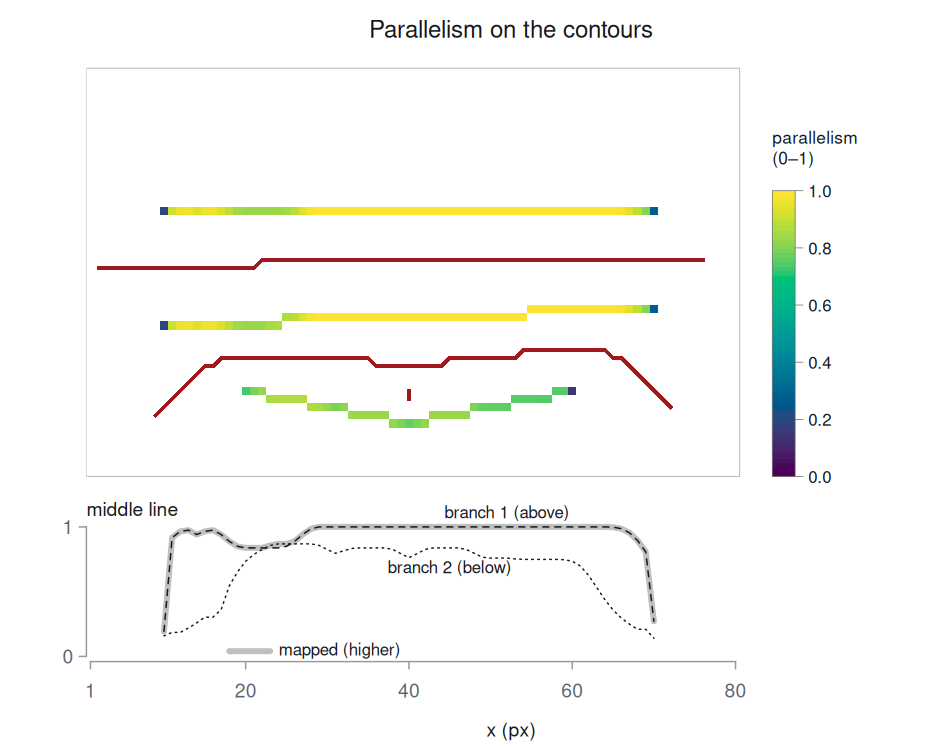 Parallelism on the contours
parallelism
(0–1)
1.0
0.8
0.6
0.4
0.2
0.0
middle line
branch 1 (above)
1
branch 2 (below)
mapped (higher)
0
1 20 40 60 80
x (px)